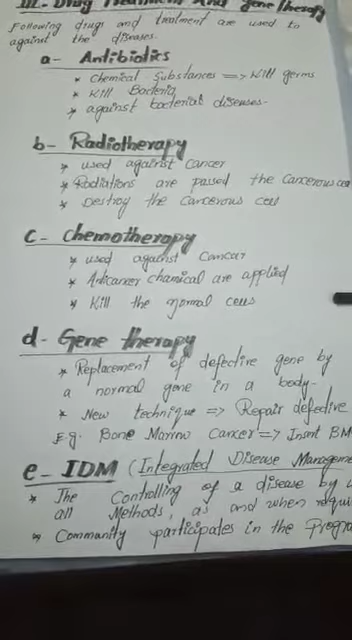 III- Drug Treatment And Gene Therapy
Following drugs and treatment are used to
against the diseases.
a- Antibiotics
* Chemical Substances => Kill germs
* Kill Bacteria
* against bacterial diseases-
b- Radiotherapy
* used against cancer
* Radiations are passed the Cancerous ce
* Destroy the Cancerous cell
C- Chemotherapy
* used against Cancer
* Anticancer chemical are applied
* Kill the normal cells
d- Gene therapy
* Replacement of defective gene by
a normal gene in a body-
* New technique => Repair defective
E.g. Bone Marrow Cancer => Insert BM
e- IDM (Integrated Disease Manageme
* The Controlling of a disease by
all Methods, as and when requi
* Community participates in the Progra